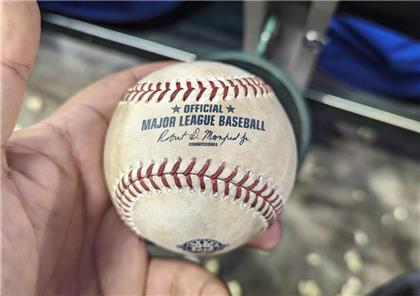 ★ OFFICIAL ★
MAJOR LEAGUE BASEBALL
Robert D. Manfred Jr.
COMMISSIONER